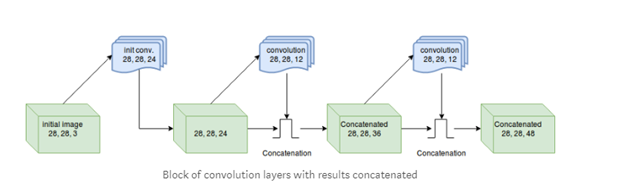 init conv.
28, 28, 24
convolution
28, 28, 12
convolution
28, 28, 12
initial image
28, 28, 3
28, 28, 24
Concatenated
28, 28, 36
Concatenated
28, 28, 48
Concatenation
Concatenation
Block of convolution layers with results concatenated